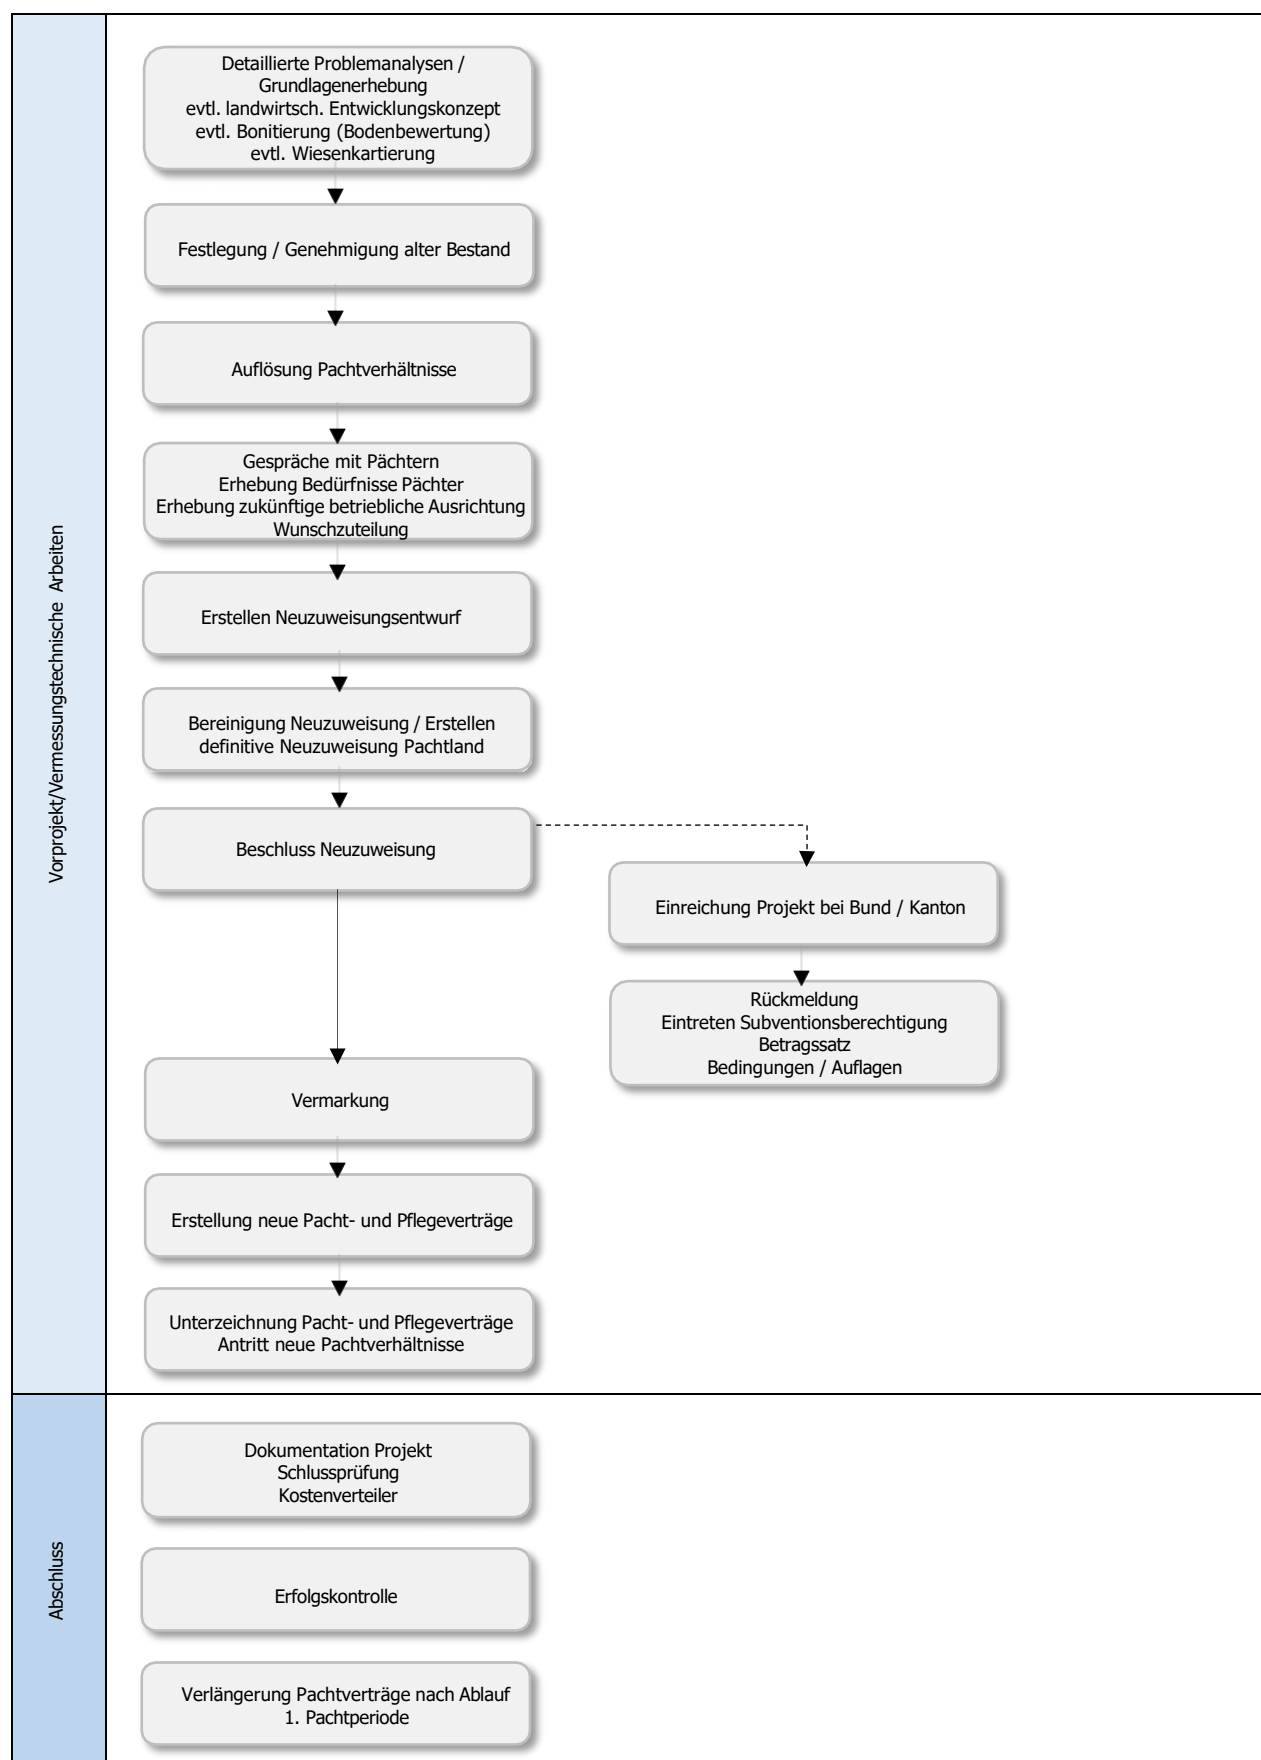 Vorprojekt/Vermessungstechnische Arbeiten
Detaillierte Problemanalysen /
Grundlagenerhebung
evtl. landwirtsch. Entwicklungskonzept
evtl. Bonitierung (Bodenbewertung)
evtl. Wiesenkartierung
Festlegung / Genehmigung alter Bestand
Auflösung Pachtverhältnisse
Gespräche mit Pächtern
Erhebung Bedürfnisse Pächter
Erhebung zukünftige betriebliche Ausrichtung
Wunschzuteilung
Erstellen Neuzuweisungsentwurf
Bereinigung Neuzuweisung / Erstellen
definitive Neuzuweisung Pachtland
Beschluss Neuzuweisung
Einreichung Projekt bei Bund / Kanton
Rückmeldung
Eintreten Subventionsberechtigung
Betragssatz
Bedingungen / Auflagen
Vermarkung
Erstellung neue Pacht- und Pflegeverträge
Unterzeichnung Pacht- und Pflegeverträge
Antritt neue Pachtverhältnisse
Abschluss
Dokumentation Projekt
Schlussprüfung
Kostenverteiler
Erfolgskontrolle
Verlängerung Pachtverträge nach Ablauf
1. Pachtperiode